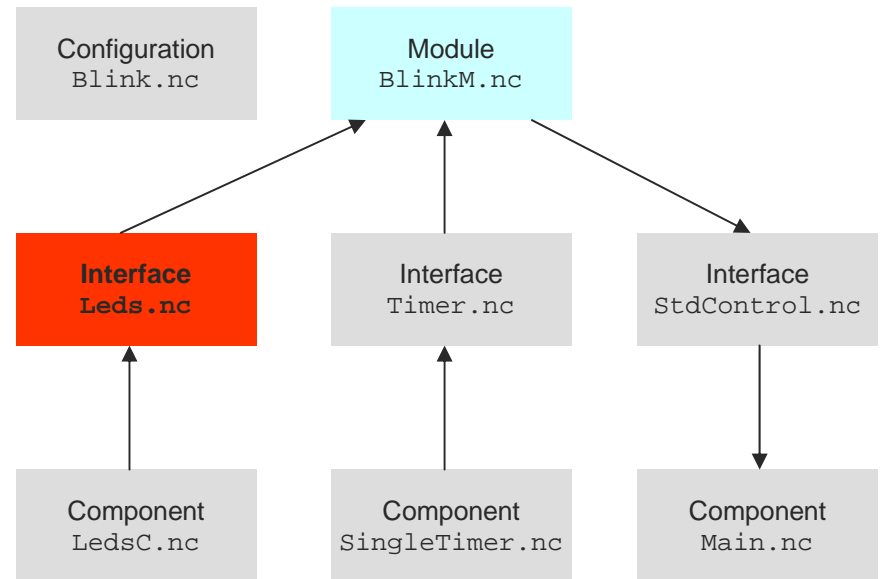 Configuration
Blink.nc
Module
BlinkM.nc
Interface
Leds.nc
Interface
Timer.nc
Interface
StdControl.nc
Component
LedsC.nc
Component
SingleTimer.nc
Component
Main.nc